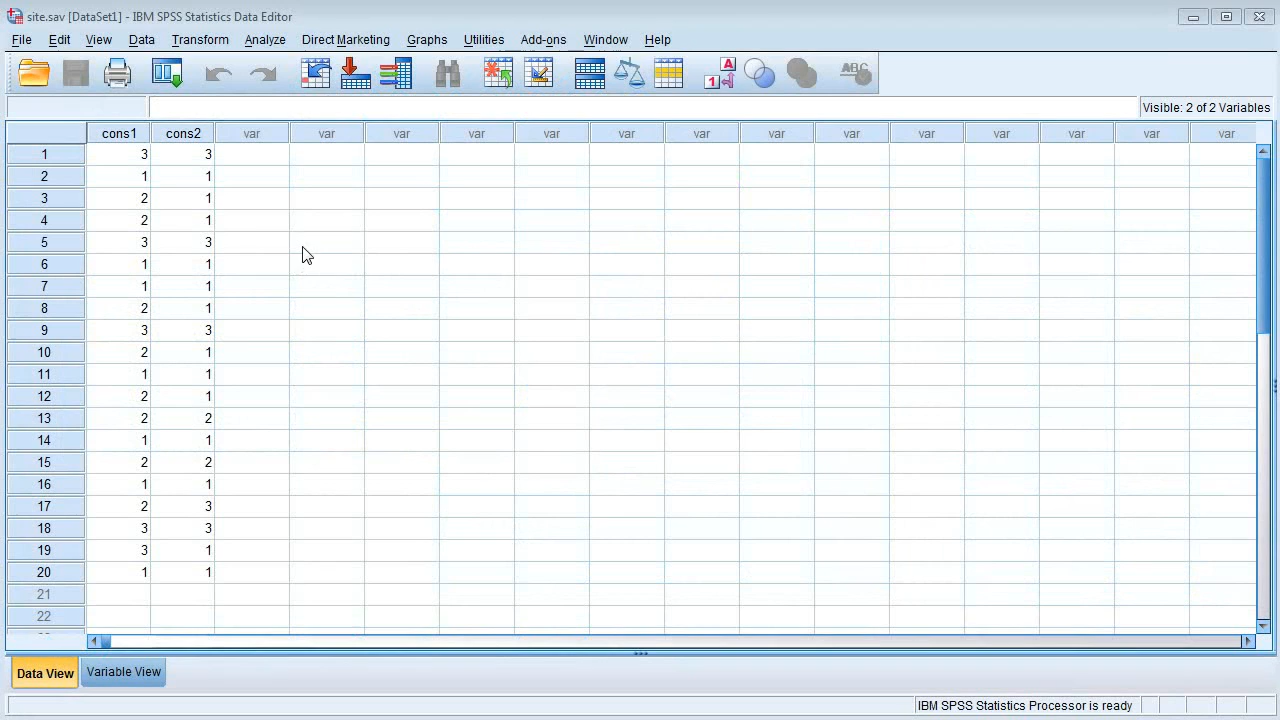 site.sav [DataSet1] - IBM SPSS Statistics Data Editor
File Edit View Data Transform Analyze Direct Marketing Graphs Utilities Add-ons Window Help
A
1
ABC
Visible: 2 of 2 Variables
cons1 cons2 var var var var var var var var var var var var var var
1 3 3
2 1 1
3 2 1
4 2 1
5 3 3
6 1 1
7 1 1
8 2 1
9 3 3
10 2 1
11 1 1
12 2 1
13 2 2
14 1 1
15 2 2
16 1 1
17 2 3
18 3 3
19 3 1
20 1 1
21
22
Data View Variable View
IBM SPSS Statistics Processor is ready